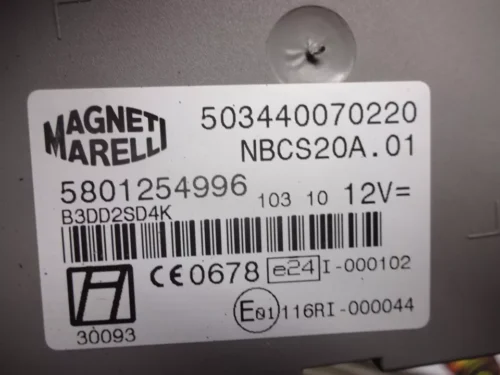 MAGNETI MARELLI
503440070220
NBCS20A.01
5801254996 103 10 12V=
B3DD2SD4K
CE0678 e24 I-000102
30093
E01 116RI-000044